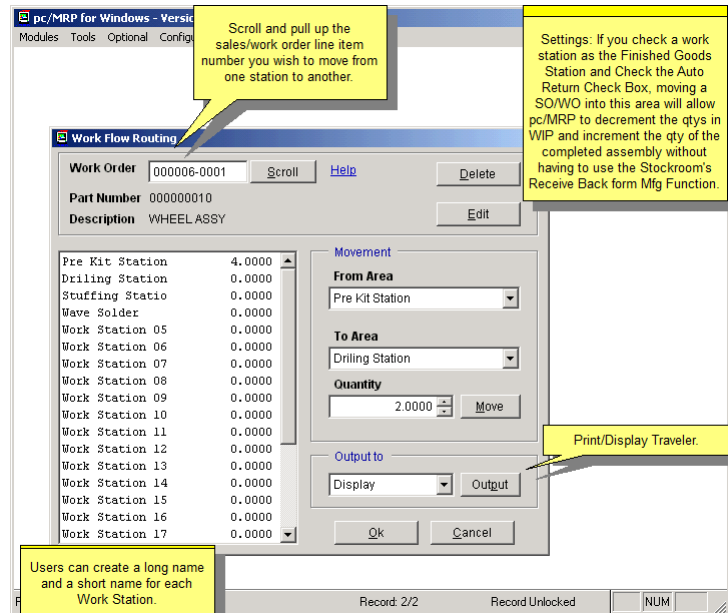 pc/MRP for Windows - Versic
Modules Tools Optional Config
Scroll and pull up the
sales/work order line item
number you wish to move from
one station to another.
Settings: If you check a work
station as the Finished Goods
Station and Check the Auto
Return Check Box, moving a
SO/WO into this area will allow
pc/MRP to decrement the qtys in
WIP and increment the qty of the
completed assembly without
having to use the Stockroom's
Receive Back form Mfg Function.
Work Flow Routing
Work Order 000006-0001 Scroll Help Delete
Part Number 000000010
Description WHEEL ASSY Edit
Pre Kit Station 4.0000
Driling Station 0.0000
Stuffing Statio 0.0000
Wave Solder 0.0000
Work Station 05 0.0000
Work Station 06 0.0000
Work Station 07 0.0000
Work Station 08 0.0000
Work Station 09 0.0000
Work Station 10 0.0000
Work Station 11 0.0000
Work Station 12 0.0000
Work Station 13 0.0000
Work Station 14 0.0000
Work Station 15 0.0000
Work Station 16 0.0000
Work Station 17 0.0000
Movement
From Area
Pre Kit Station
To Area
Driling Station
Quantity
2.0000 Move
Output to
Display Output
Print/Display Traveler.
Ok Cancel
Users can create a long name
and a short name for each
Work Station.
Record: 2/2 Record Unlocked NUM